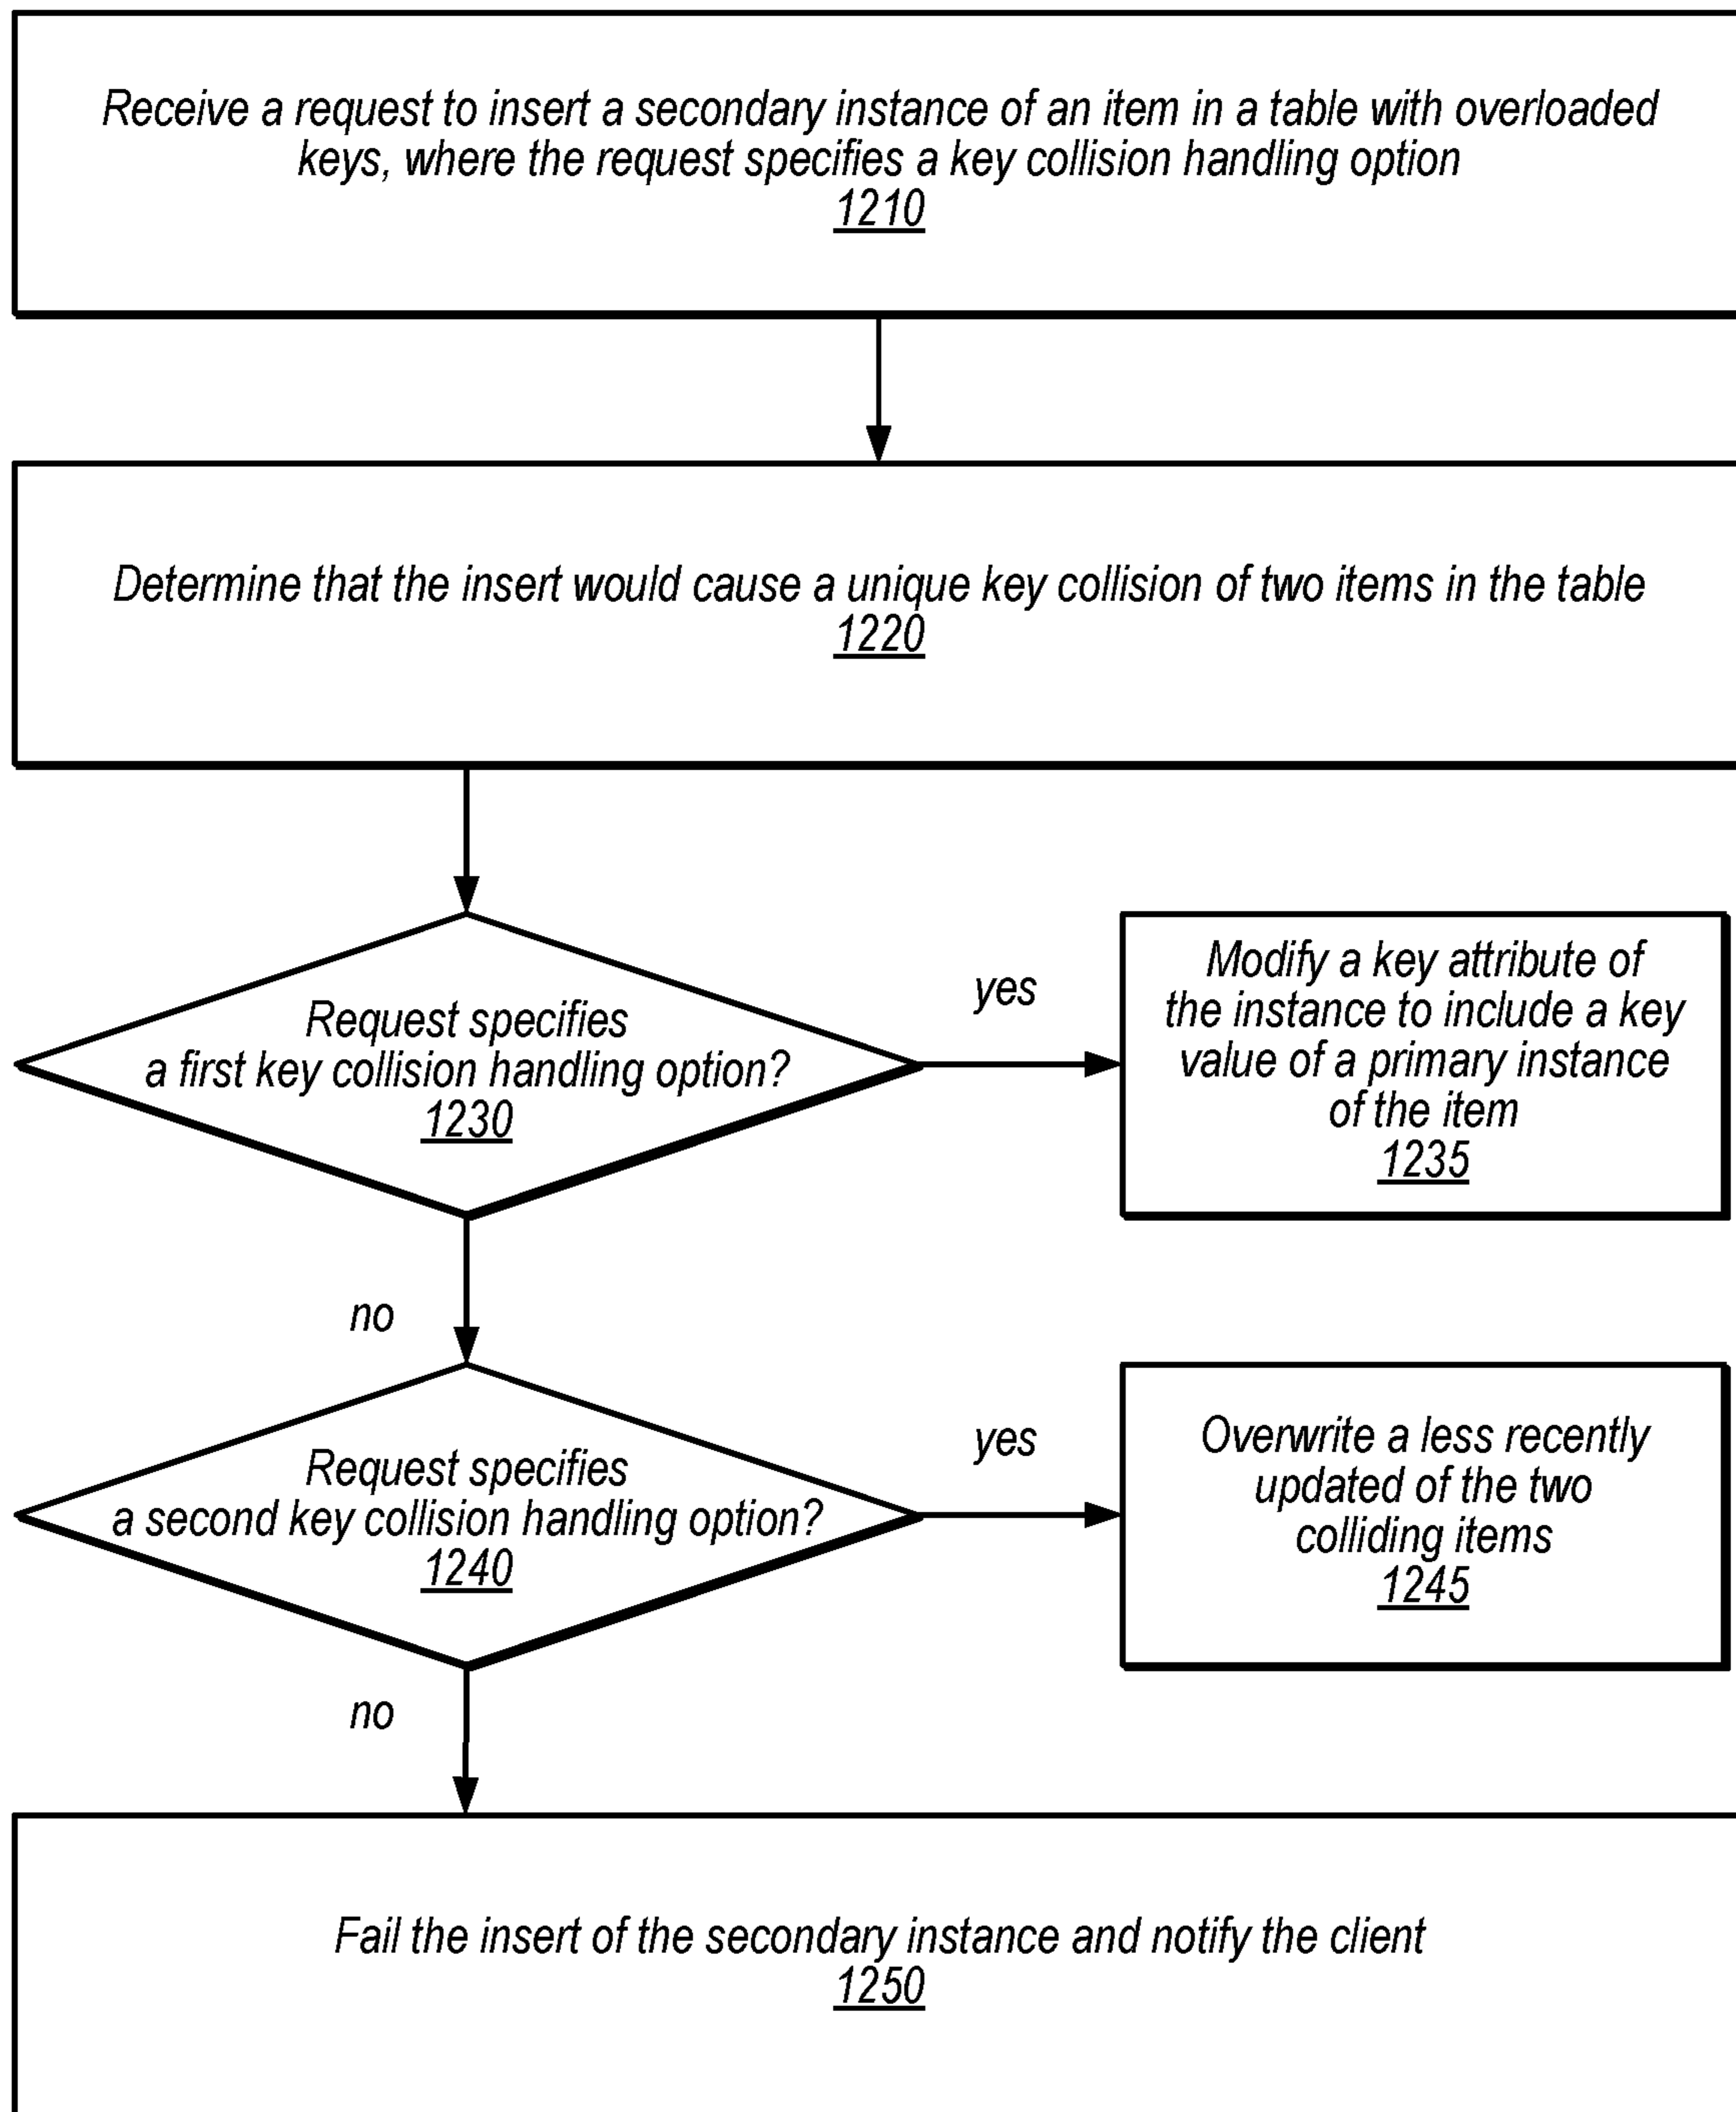 Receive a request to insert a secondary instance of an item in a table with overloaded
keys, where the request specifies a key collision handling option
1210
Determine that the insert would cause a unique key collision of two items in the table
1220
Request specifies
a first key collision handling option?
1230
yes
Modify a key attribute of
the instance to include a key
value of a primary instance
of the item
1235
no
Request specifies
a second key collision handling option?
1240
yes
Overwrite a less recently
updated of the two
colliding items
1245
no
Fail the insert of the secondary instance and notify the client
1250